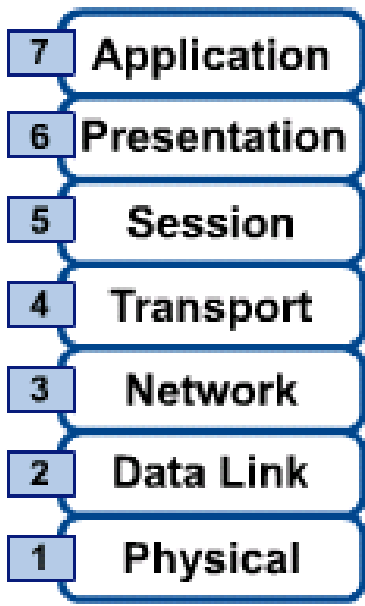 7 Application
6 Presentation
5 Session
4 Transport
3 Network
2 Data Link
1 Physical